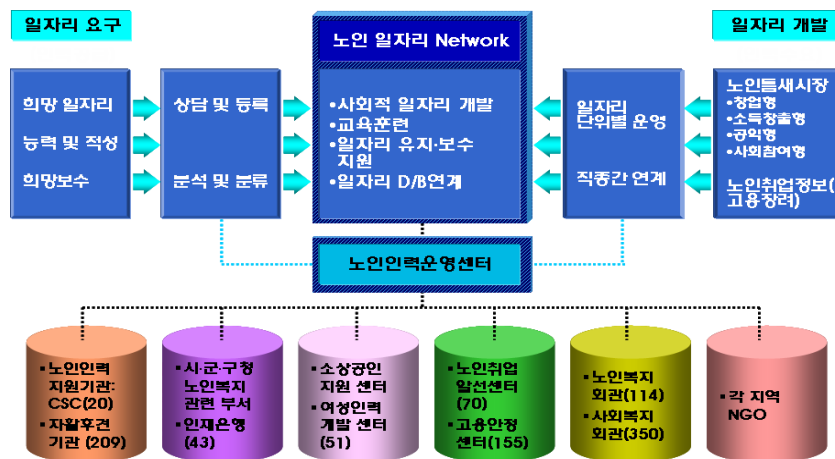 일자리 요구
노인 일자리 Network
일자리 개발
희망 일자리
능력 및 적성
희망보수
상담 및 등록
분석 및 분류
•사회적 일자리 개발
•교육훈련
•일자리 유지·보수
지원
•일자리 D/B연계
일자리
단위별 운영
직종간 연계
노인틈새시장
•창업형
•소득창출형
•공익형
•사회참여형
노인취업정보(
고용장려)
노인인력운영센터
▪ 노인인력
지원기관:
CSC(20)
▪ 자활후견
기관 (209)
▪ 시·군·구청
노인복지
관련 부서
▪ 인재은행
(43)
▪ 소상공인
지원 센터
▪ 여성인력
개발 센터
(51)
▪ 노인취업
알선센터
(70)
▪ 고용안정
센터(155)
▪ 노인복지
회관(114)
▪ 사회복지
회관(350)
▪ 각 지역
NGO